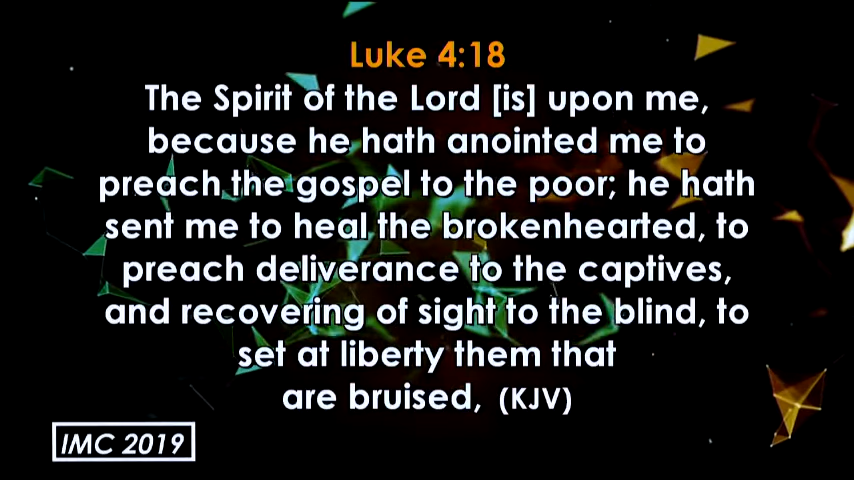 Luke 4:18
The Spirit of the Lord [is] upon me,
because he hath anointed me to
preach the gospel to the poor; he hath
sent me to heal the brokenhearted, to
preach deliverance to the captives,
and recovering of sight to the blind, to
set at liberty them that
are bruised, (KJV)
IMC 2019